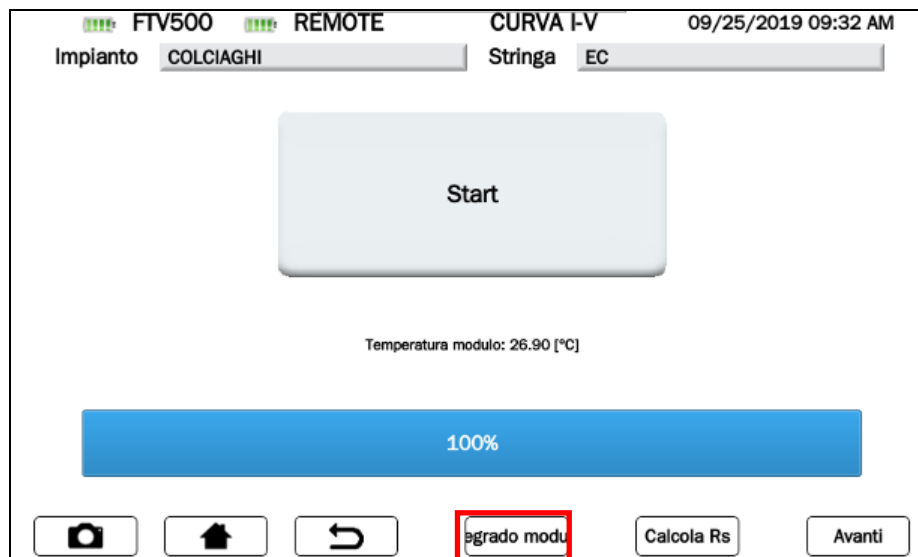 FTV500 REMOTE CURVA I-V 09/25/2019 09:32 AM
Impianto COLCIAGHI Stringa EC
Start
Temperatura modulo: 26.90 [°C]
100%
egrado modu Calcola Rs Avanti